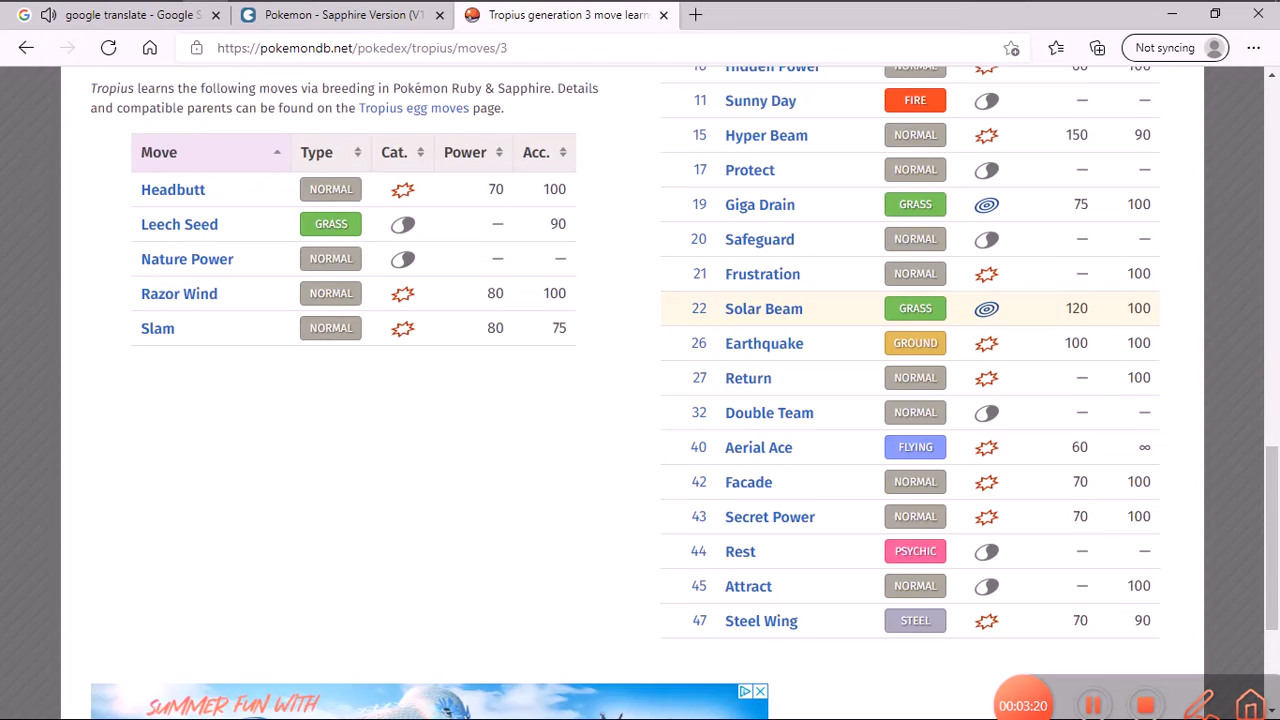 google translate - Google S
Pokemon - Sapphire Version (V1
Tropius generation 3 move learn
https://pokemondb.net/pokedex/tropius/moves/3
Not syncing
Tropius learns the following moves via breeding in Pokémon Ruby & Sapphire. Details
and compatible parents can be found on the Tropius egg moves page.
Move Type Cat. Power Acc.
Headbutt NORMAL 70 100
Leech Seed GRASS — 90
Nature Power NORMAL — —
Razor Wind NORMAL 80 100
Slam NORMAL 80 75
10 Hidden Power NORMAL 60 100
11 Sunny Day FIRE — —
15 Hyper Beam NORMAL 150 90
17 Protect NORMAL — —
19 Giga Drain GRASS 75 100
20 Safeguard NORMAL — —
21 Frustration NORMAL — 100
22 Solar Beam GRASS 120 100
26 Earthquake GROUND 100 100
27 Return NORMAL — 100
32 Double Team NORMAL — —
40 Aerial Ace FLYING 60 ∞
42 Facade NORMAL 70 100
43 Secret Power NORMAL 70 100
44 Rest PSYCHIC — —
45 Attract NORMAL — 100
47 Steel Wing STEEL 70 90
SUMMER FUN WITH
00:03:20